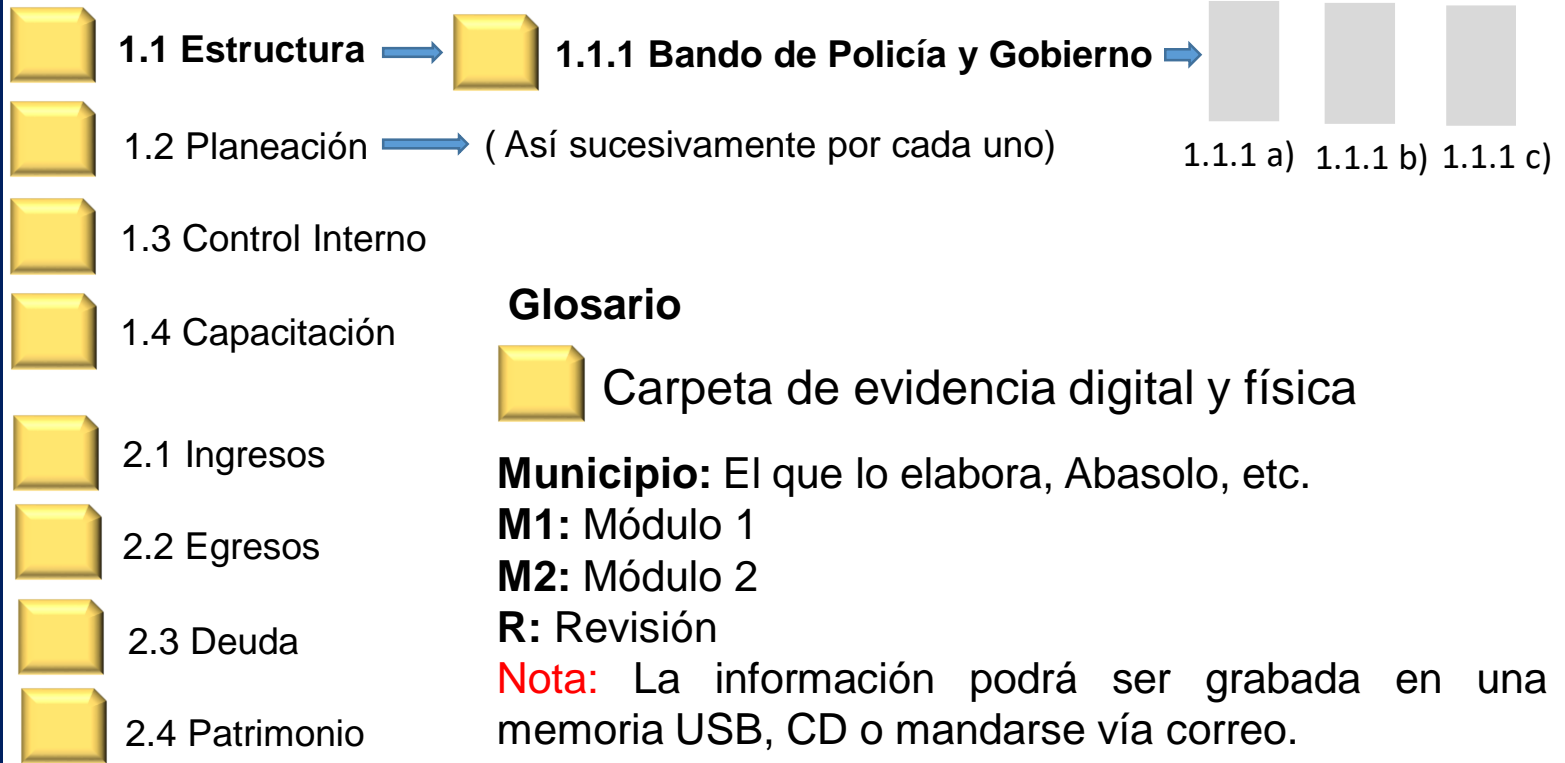 1.1 Estructura
1.1.1 Bando de Policía y Gobierno
1.2 Planeación
( Así sucesivamente por cada uno)
1.1.1 a)
1.1.1 b)
1.1.1 c)
1.3 Control Interno
1.4 Capacitación
2.1 Ingresos
2.2 Egresos
2.3 Deuda
2.4 Patrimonio
Glosario
Carpeta de evidencia digital y física
Municipio: El que lo elabora, Abasolo, etc.
M1: Módulo 1
M2: Módulo 2
R: Revisión
Nota: La información podrá ser grabada en una
memoria USB, CD o mandarse vía correo.